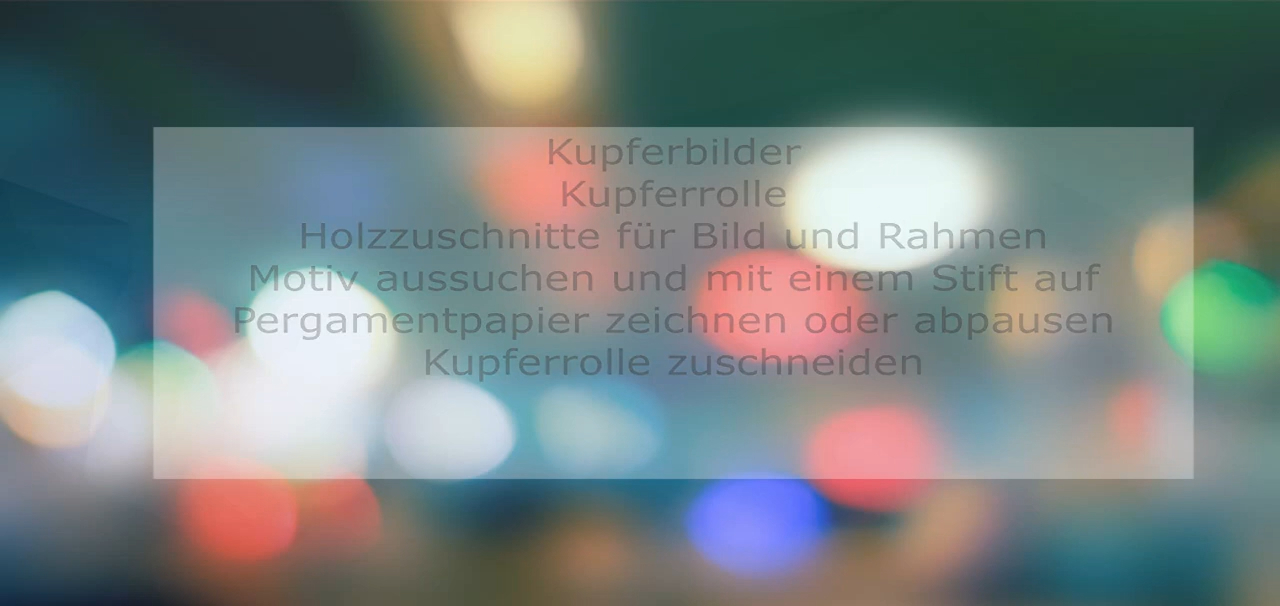 Kupferbilder
Kupferrolle
Holzzuschnitte für Bild und Rahmen
Motiv aussuchen und mit einem Stift auf
Pergamentpapier zeichnen oder abpausen
Kupferrolle zuschneiden